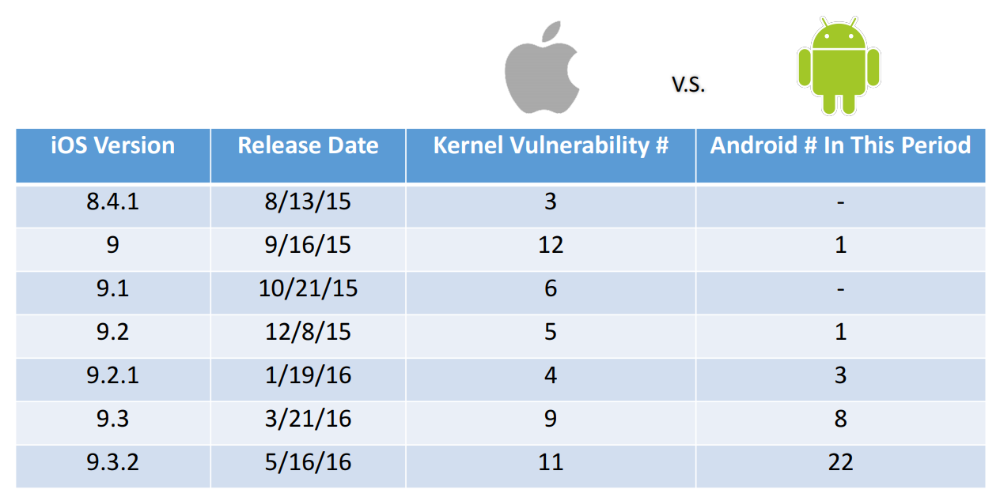 V.S.
iOS Version Release Date Kernel Vulnerability # Android # In This Period
8.4.1 8/13/15 3 -
9 9/16/15 12 1
9.1 10/21/15 6 -
9.2 12/8/15 5 1
9.2.1 1/19/16 4 3
9.3 3/21/16 9 8
9.3.2 5/16/16 11 22